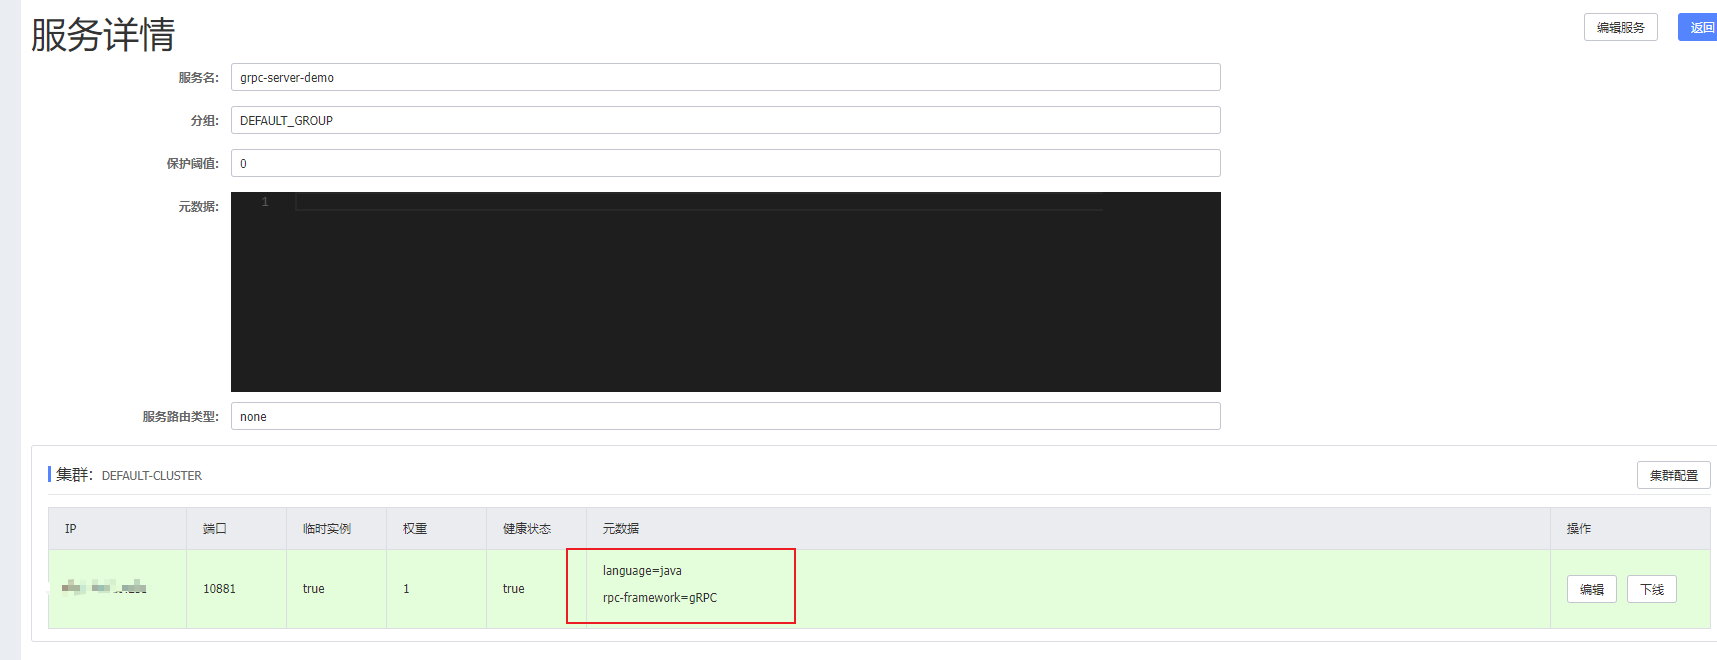 服务详情
编辑服务
返回
服务名: grpc-server-demo
分组: DEFAULT_GROUP
保护阈值: 0
元数据: 1
服务路由类型: none
集群: DEFAULT-CLUSTER
集群配置
IP 端口 临时实例 权重 健康状态 元数据 操作
10881 true 1 true language=java
rpc-framework=gRPC
编辑 下线